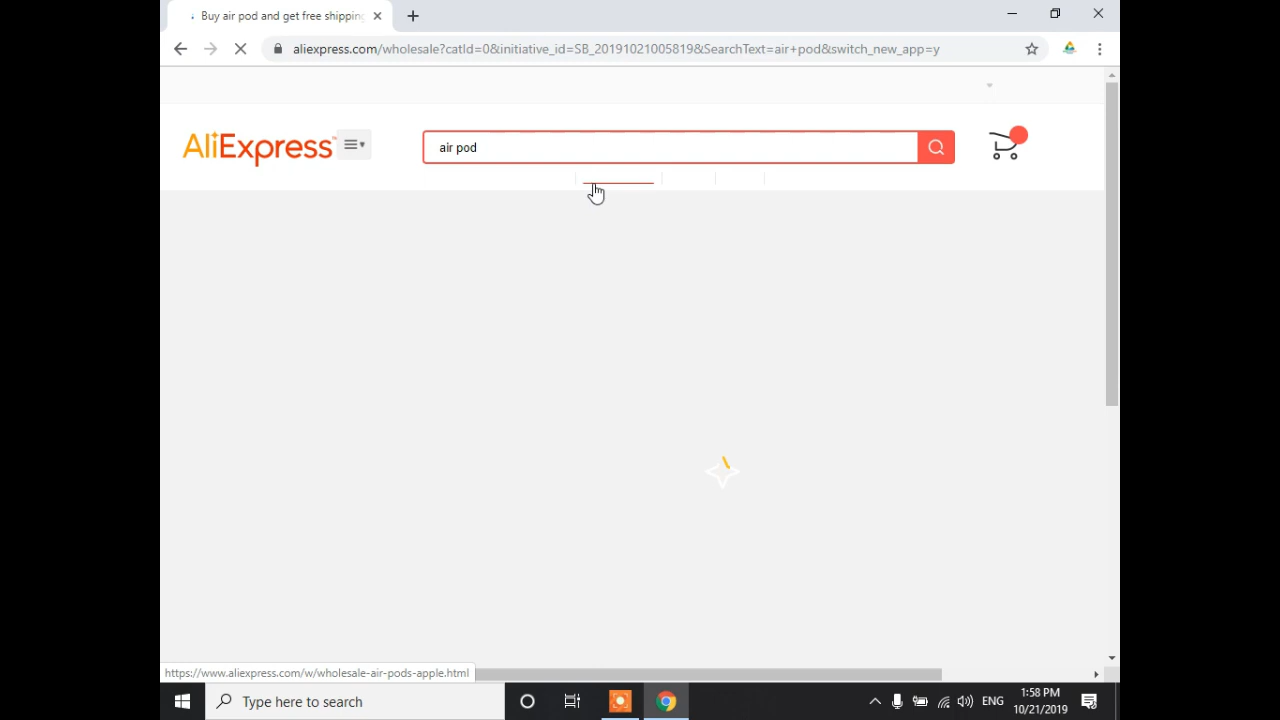 Buy air pod and get free shipping
aliexpress.com/wholesale?catId=0&initiative_id=SB_20191021005819&SearchText=air+pod&switch_new_app=y
AliExpress™
air pod
https://www.aliexpress.com/w/wholesale-air-pods-apple.html
Type here to search
ENG
1:58 PM
10/21/2019